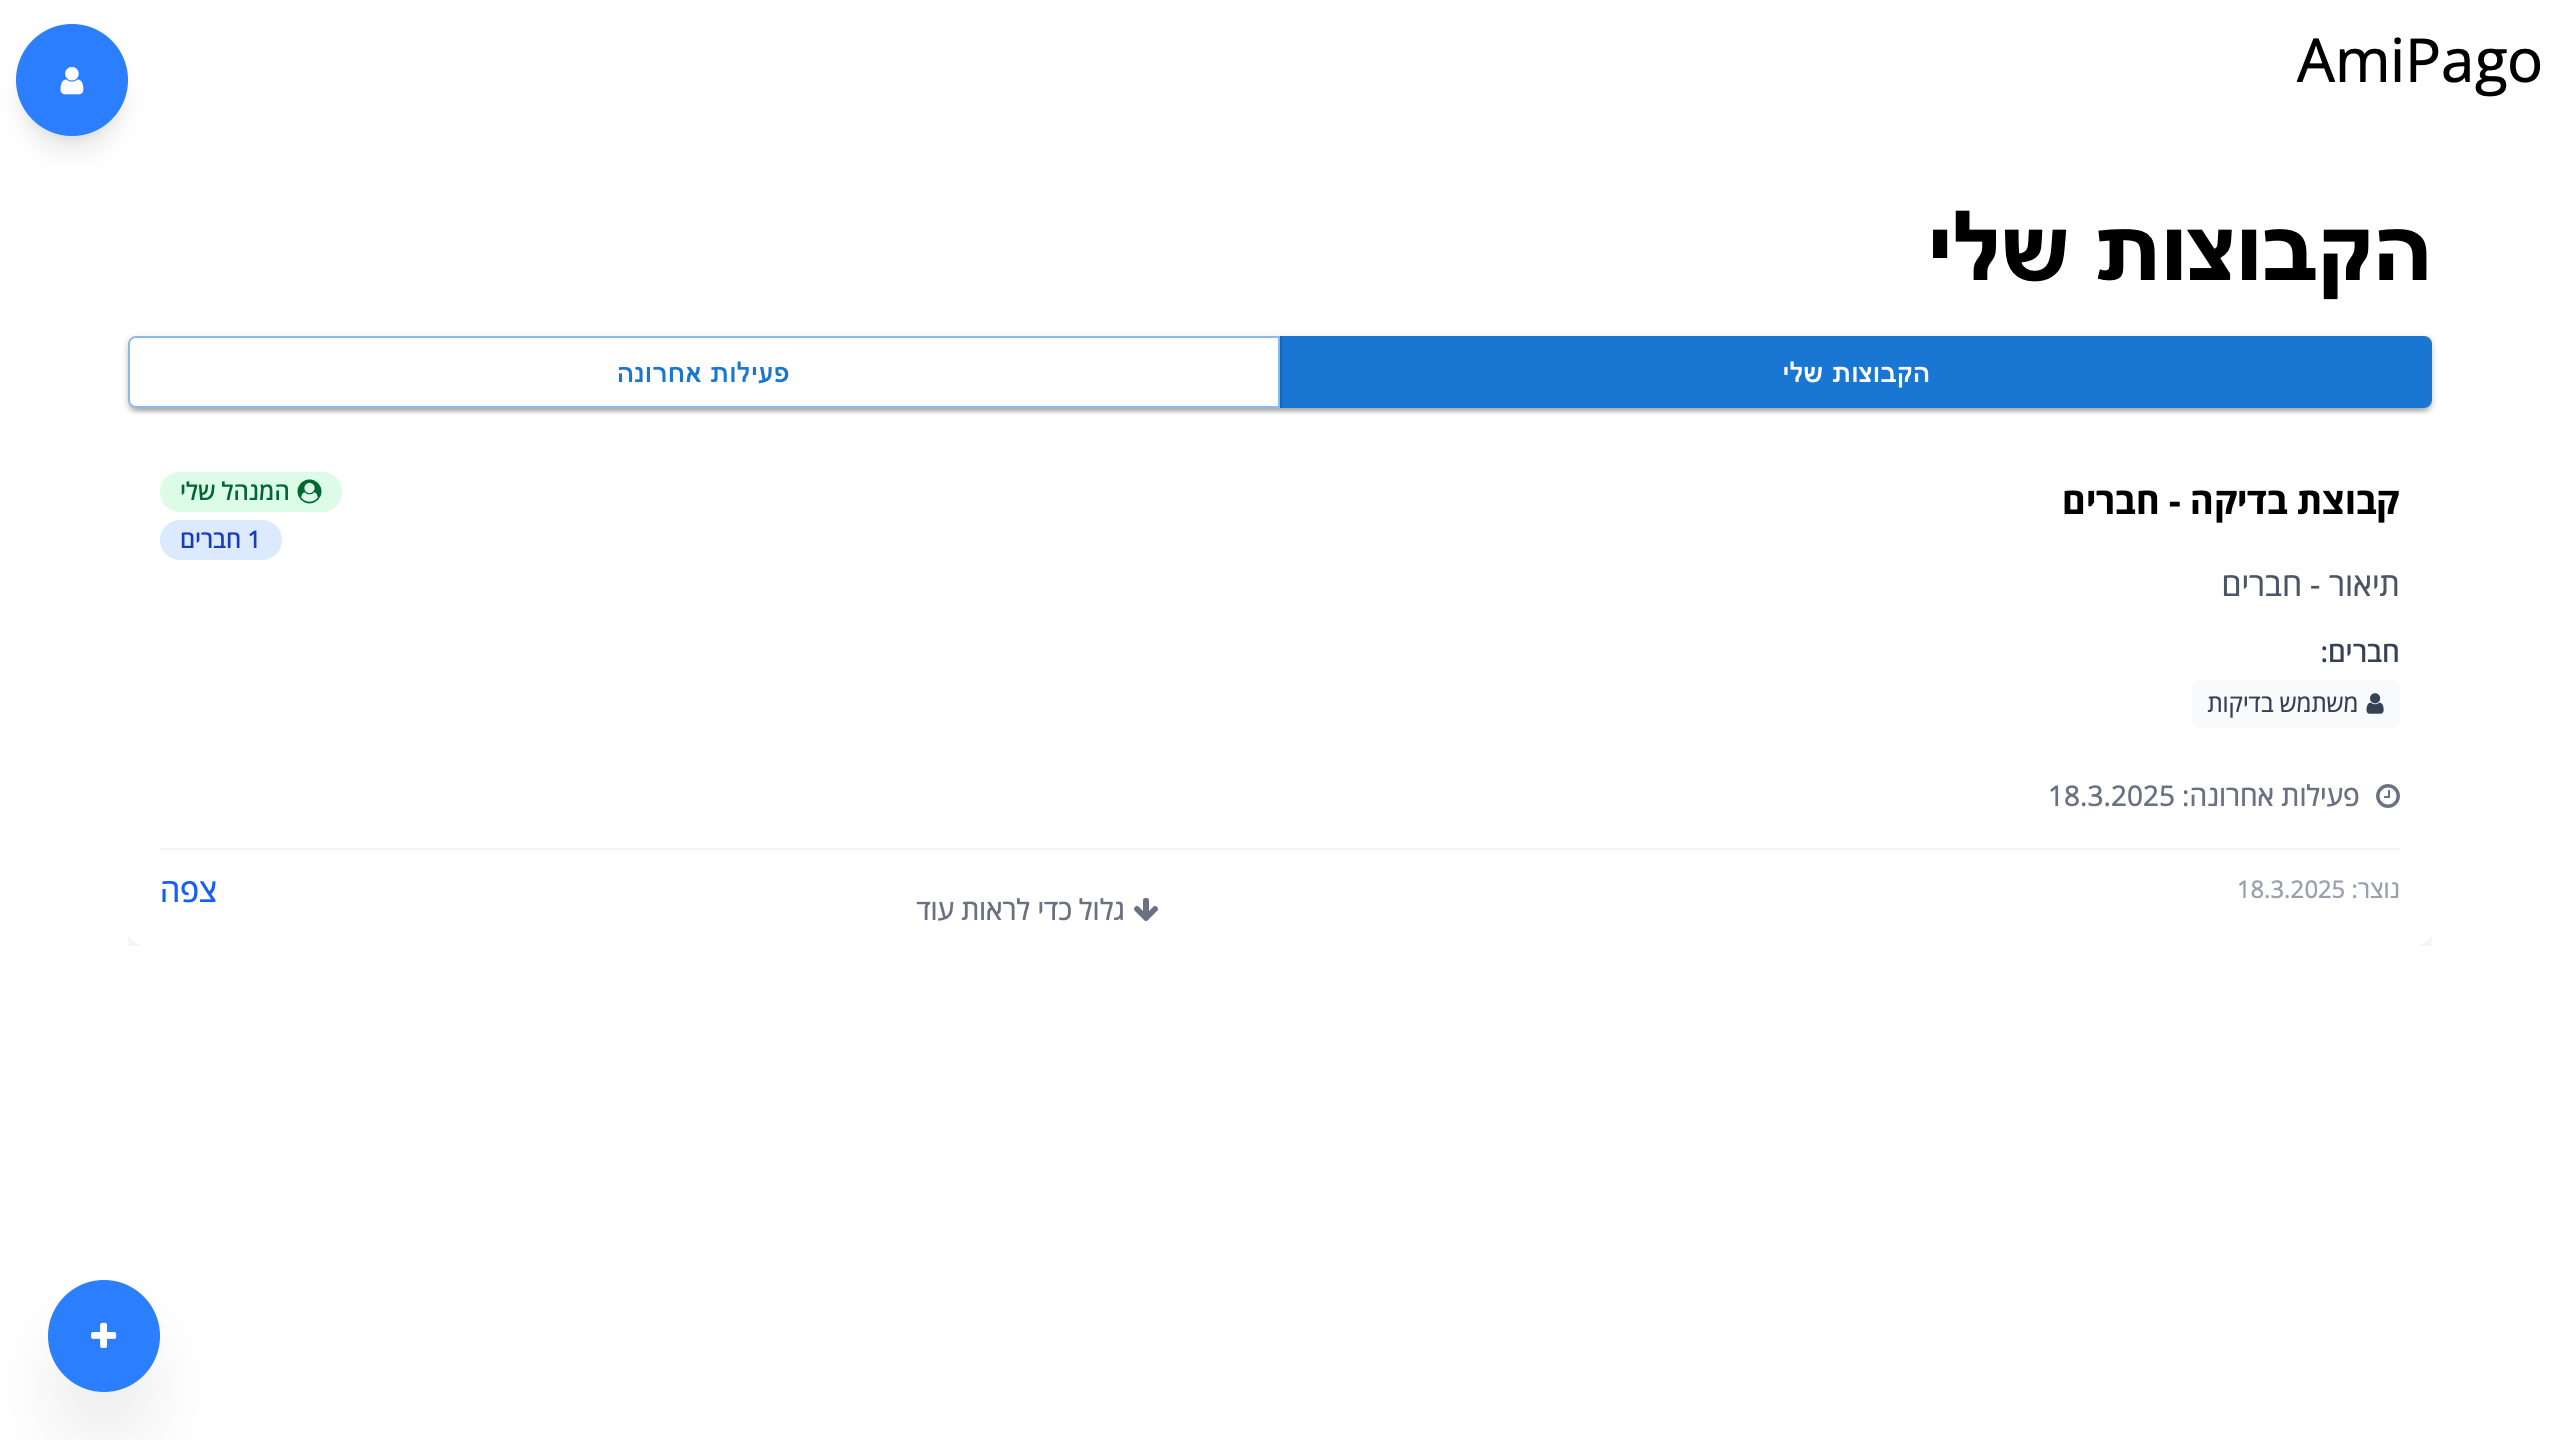 AmiPago
הקבוצות שלי
הקבוצות שלי
פעילות אחרונה
קבוצת בדיקה - חברים
המנהל שלי
1 חברים
תיאור - חברים
חברים:
משתמש בדיקות
פעילות אחרונה: 18.3.2025
נוצר: 18.3.2025
גלול כדי לראות עוד
צפה